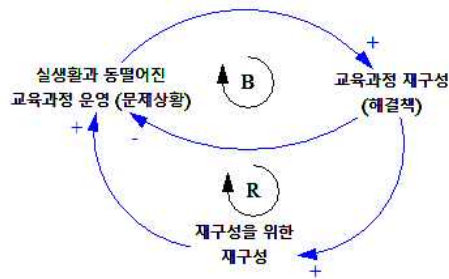 +
실생활과 동떨어진
교육과정 운영 (문제상황)
B
교육과정 재구성
(해결책)
+
-
R
재구성을 위한
재구성
+